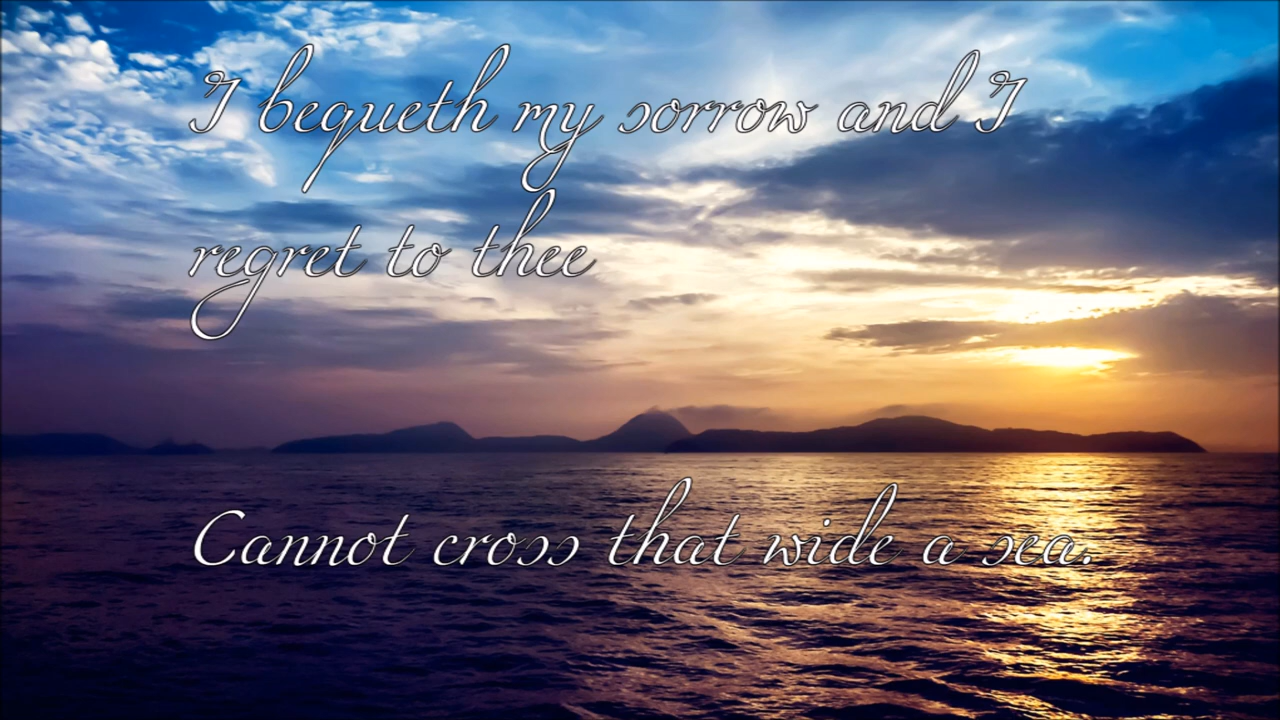 I bequeth my sorrow and I
regret to thee
Cannot cross that wide a sea.